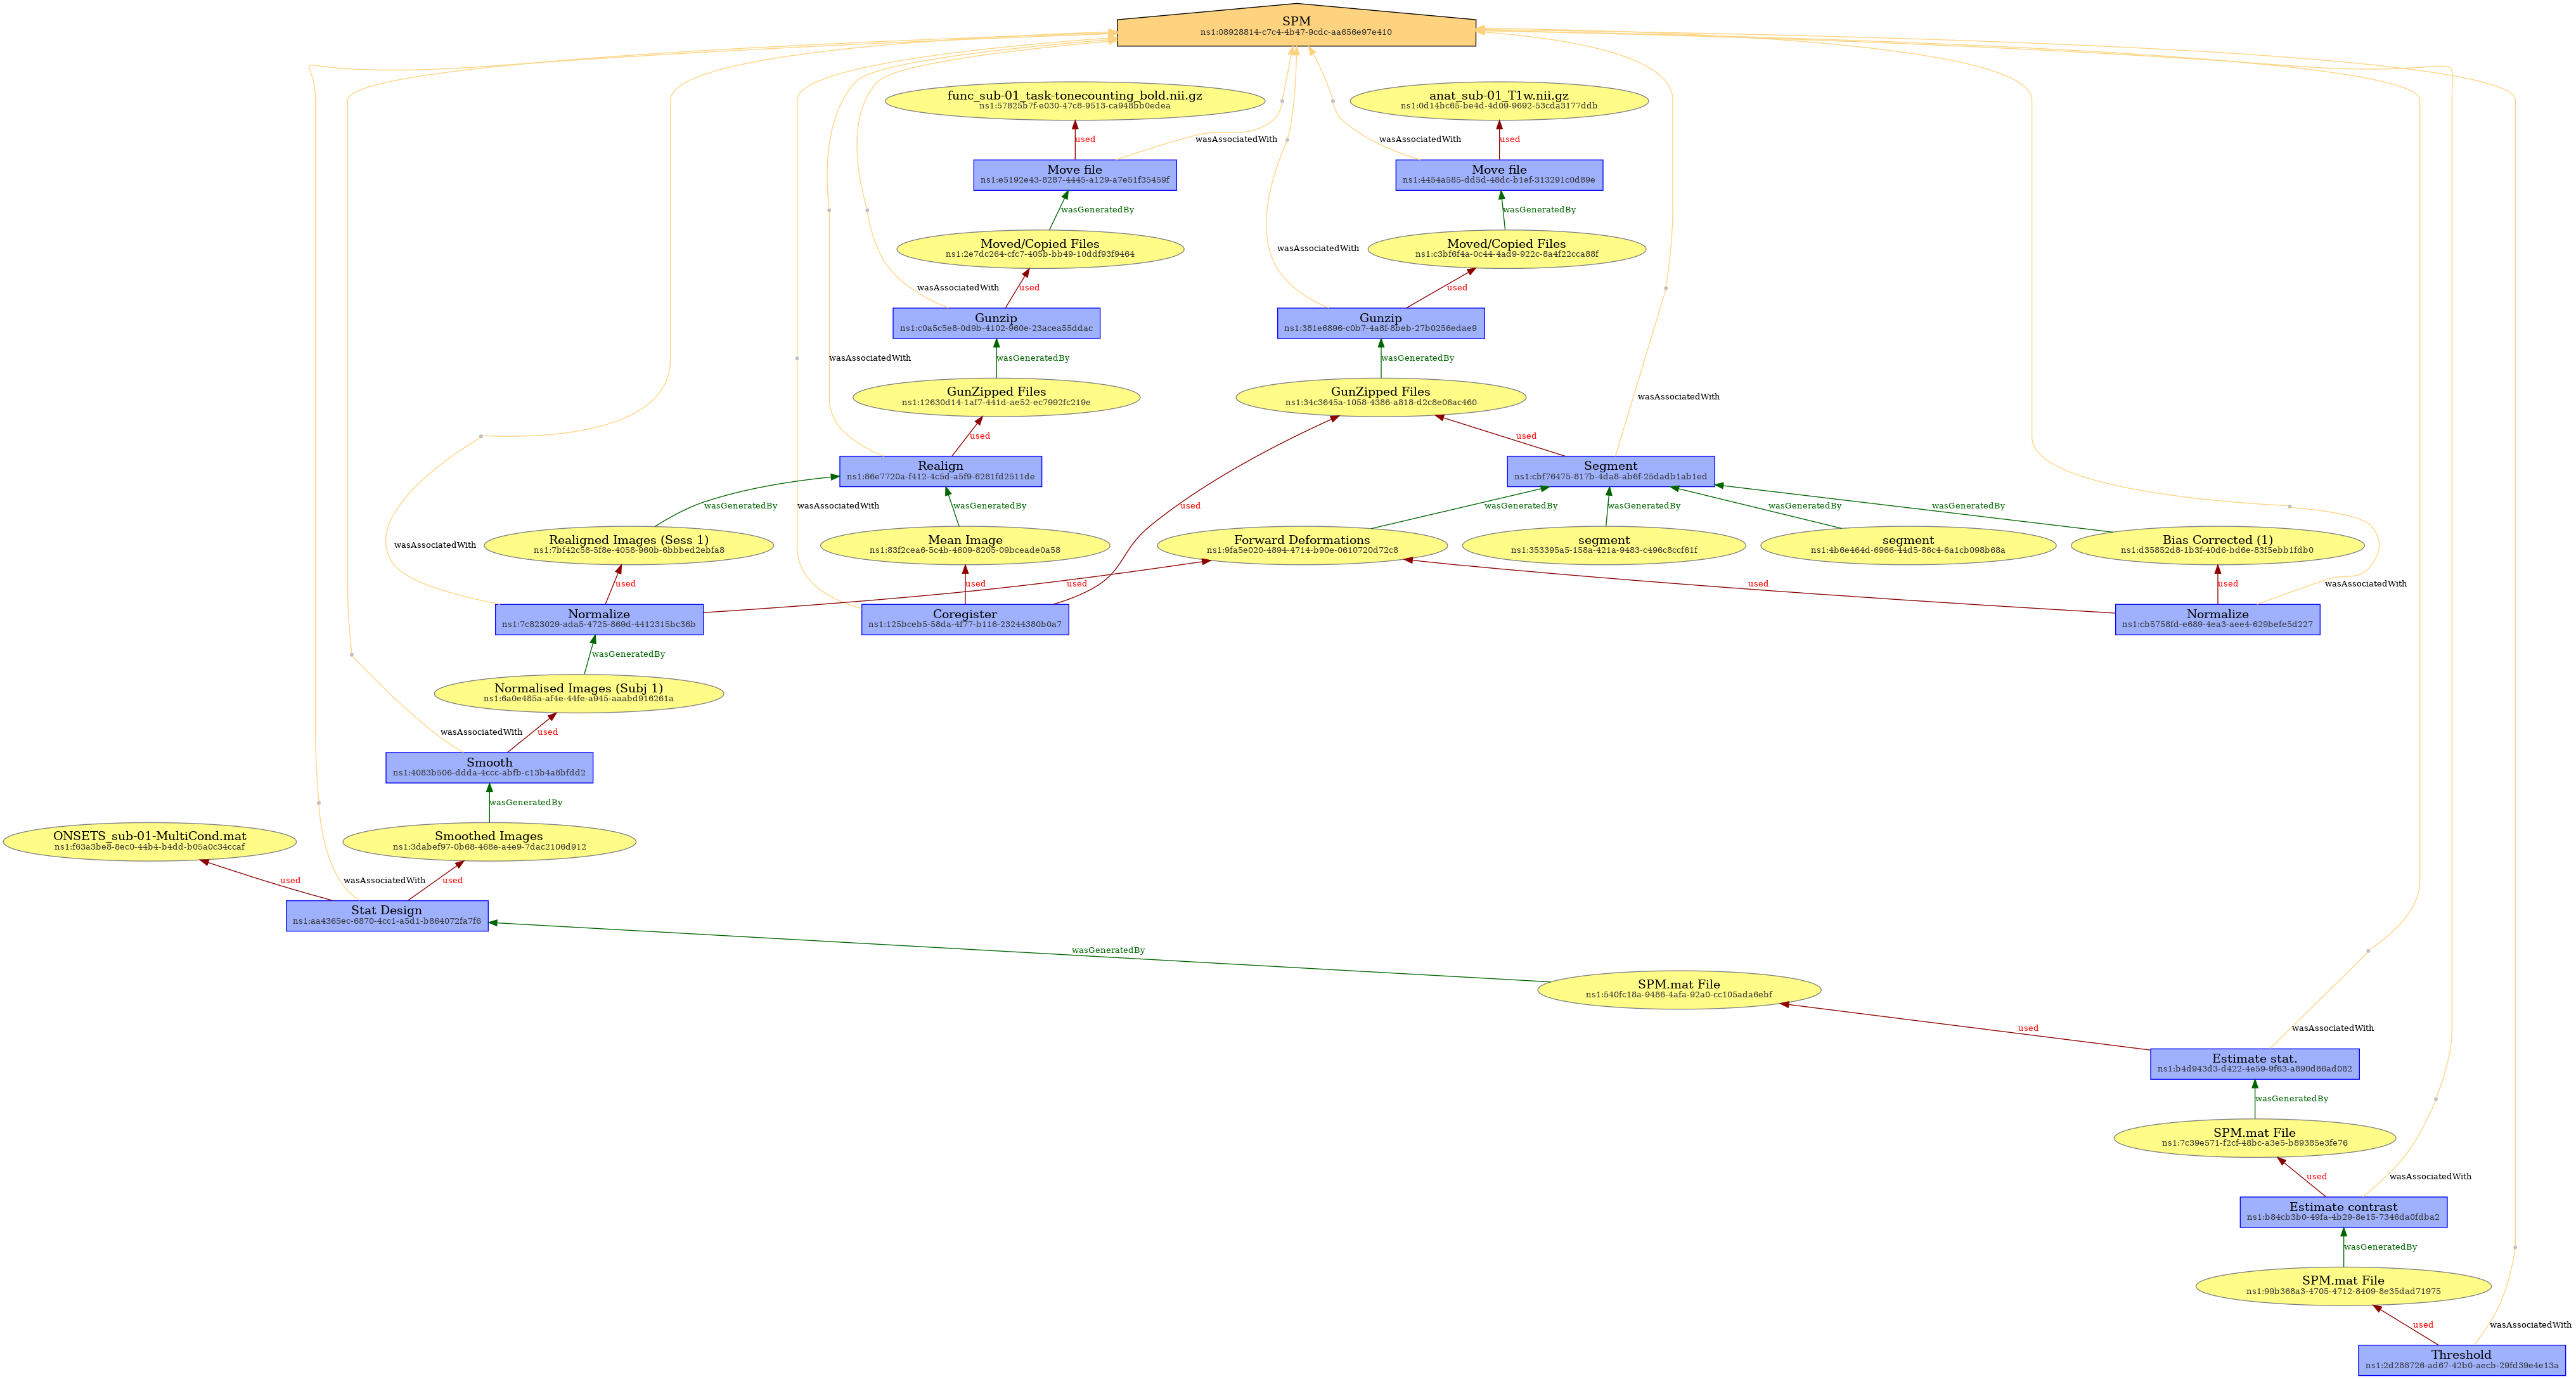 SPM
ns1:08928814-c7c4-4b47-9cdc-aa656e97e410
func_sub-01_task-tonecounting_bold.nii.gz
ns1:57825b7f-e030-47c8-9513-ca948bb0edea
anat_sub-01_T1w.nii.gz
ns1:0d14bc65-be4d-4d09-9692-53cda3177ddb
used
wasAssociatedWith
wasAssociatedWith
used
Move file
ns1:e5192e43-8287-4445-a129-a7e51f35459f
Move file
ns1:4454a585-dd5d-48dc-b1ef-313291c0d89e
wasGeneratedBy
wasGeneratedBy
Moved/Copied Files
ns1:2e7dc264-cfc7-405b-bb49-10ddf93f9464
wasAssociatedWith
Moved/Copied Files
ns1:c3bf6f4a-0c44-4ad9-922c-8a4f22cca88f
wasAssociatedWith
used
used
Gunzip
ns1:c0a5c5e8-0d9b-4102-960e-23acea55ddac
Gunzip
ns1:381e6896-c0b7-4a8f-8beb-27b0256edae9
wasAssociatedWith
wasGeneratedBy
wasGeneratedBy
GunZipped Files
ns1:12630d14-1af7-441d-ae52-ec7992fc219e
GunZipped Files
ns1:34c3645a-1058-4386-a818-d2c8e06ac460
wasAssociatedWith
used
used
Realign
ns1:86e7720a-f412-4c5d-a5f9-6281fd2511de
Segment
ns1:cbf76475-817b-4da8-ab6f-25dadb1ab1ed
wasGeneratedBy
wasAssociatedWith
wasGeneratedBy
used
wasGeneratedBy
wasGeneratedBy
wasGeneratedBy
wasGeneratedBy
Realigned Images (Sess 1)
ns1:7bf42c58-5f8e-4058-960b-6bbbed2ebfa8
Mean Image
ns1:83f2cea6-5c4b-4609-8205-09bceade0a58
Forward Deformations
ns1:9fa5e020-4894-4714-b90e-0610720d72c8
segment
ns1:353395a5-158a-421a-9483-c496c8ccf61f
segment
ns1:4b6e464d-6966-44d5-86c4-6a1cb098b68a
Bias Corrected (1)
ns1:d35852d8-1b3f-40d6-bd6e-83f5ebb1fdb0
wasAssociatedWith
used
used
used
used
used
wasAssociatedWith
Normalize
ns1:7c823029-ada5-4725-869d-4412315bc36b
Coregister
ns1:125bceb5-58da-4f77-b116-23244380b0a7
Normalize
ns1:cb5758fd-e689-4ea3-aee4-629befe5d227
wasGeneratedBy
Normalised Images (Subj 1)
ns1:6a0e485a-af4e-44fe-a945-aaabd916261a
wasAssociatedWith
used
Smooth
ns1:4083b506-ddda-4ccc-abfb-c13b4a8bfdd2
wasGeneratedBy
ONSETS_sub-01-MultiCond.mat
ns1:f63a3be8-8ec0-44b4-b4dd-b05a0c34ccaf
Smoothed Images
ns1:3dabef97-0b68-468e-a4e9-7dac2106d912
used
wasAssociatedWith
used
Stat Design
ns1:aa4365ec-6870-4cc1-a5d1-b864072fa7f6
wasGeneratedBy
SPM.mat File
ns1:540fc18a-9486-4afa-92a0-cc105ada6ebf
used
wasAssociatedWith
Estimate stat.
ns1:b4d943d3-d422-4e59-9f63-a890d86ad082
wasGeneratedBy
SPM.mat File
ns1:7c39e571-f2cf-48bc-a3e5-b89385e3fe76
used
wasAssociatedWith
Estimate contrast
ns1:b84cb3b0-49fa-4b29-8e15-7346da0fdba2
wasGeneratedBy
SPM.mat File
ns1:99b368a3-4705-4712-8409-8e35dad71975
used
wasAssociatedWith
Threshold
ns1:2d288726-ad67-42b0-aecb-29fd39e4e13a